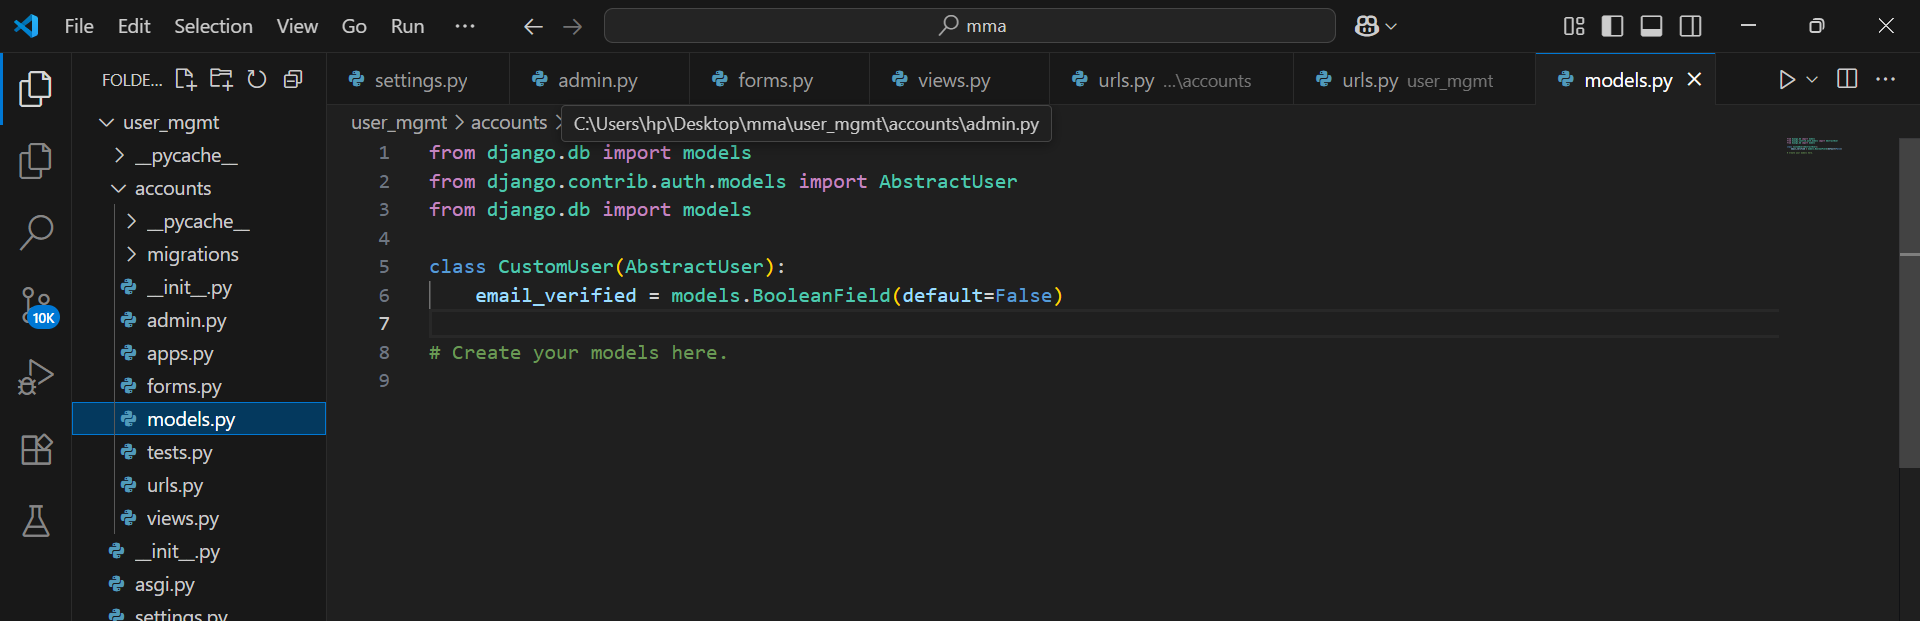 File Edit Selection View Go Run ...
mma
FOLDE...
settings.py
admin.py
forms.py
views.py
urls.py ...\accounts
urls.py user_mgmt
models.py
user_mgmt
__pycache__
accounts
__pycache__
migrations
__init__.py
admin.py
apps.py
forms.py
models.py
tests.py
urls.py
views.py
__init__.py
asgi.py
settings.py
10K
user_mgmt > accounts >
C:\Users\hp\Desktop\mma\user_mgmt\accounts\admin.py
1 from django.db import models
2 from django.contrib.auth.models import AbstractUser
3 from django.db import models
4
5 class CustomUser(AbstractUser):
6     email_verified = models.BooleanField(default=False)
7
8 # Create your models here.
9